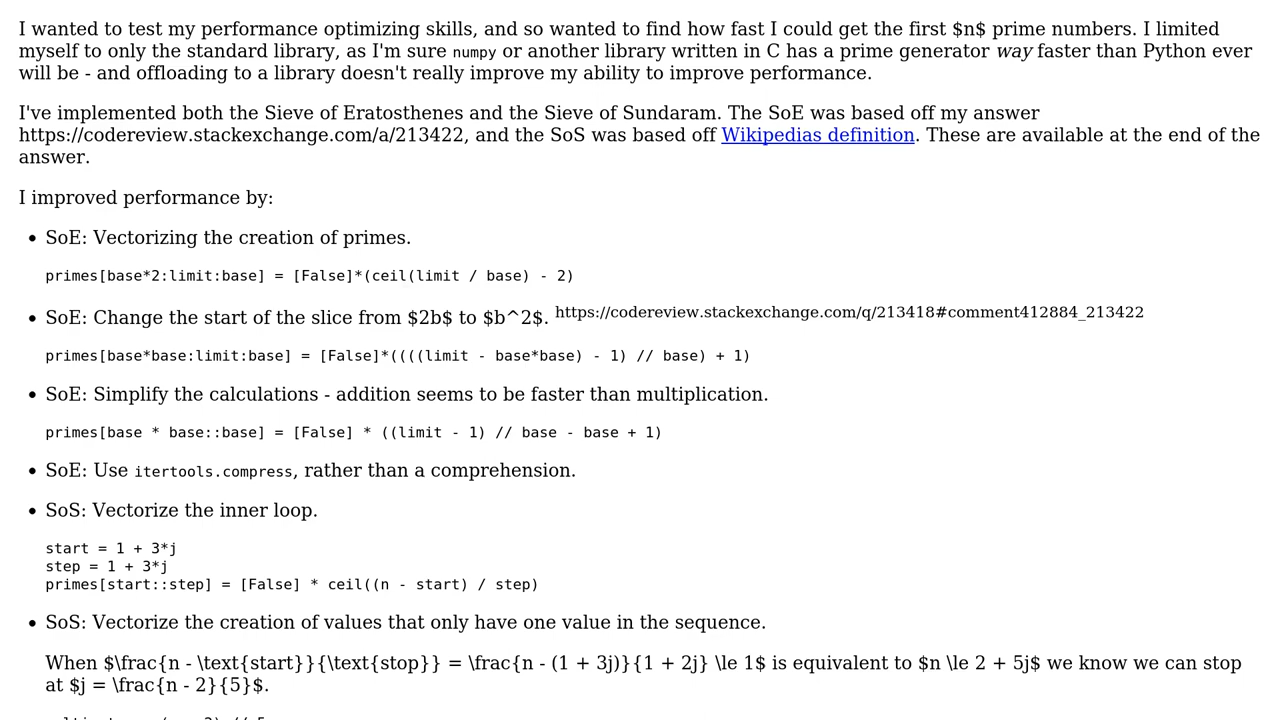 I wanted to test my performance optimizing skills, and so wanted to find how fast I could get the first $n$ prime numbers. I limited
myself to only the standard library, as I'm sure numpy or another library written in C has a prime generator way faster than Python ever
will be - and offloading to a library doesn't really improve my ability to improve performance.
I've implemented both the Sieve of Eratosthenes and the Sieve of Sundaram. The SoE was based off my answer
https://codereview.stackexchange.com/a/213422, and the SoS was based off Wikipedias definition. These are available at the end of the
answer.
I improved performance by:
• SoE: Vectorizing the creation of primes.
primes[base*2:limit:base] = [False]*(ceil(limit / base) - 2)
• SoE: Change the start of the slice from $2b$ to $b^2$. https://codereview.stackexchange.com/q/213418#comment412884_213422
primes[base*base:limit:base] = [False]*((((limit - base*base) - 1) // base) + 1)
• SoE: Simplify the calculations - addition seems to be faster than multiplication.
primes[base * base::base] = [False] * ((limit - 1) // base - base + 1)
• SoE: Use itertools.compress, rather than a comprehension.
• SoS: Vectorize the inner loop.
start = 1 + 3*j
step = 1 + 3*j
primes[start::step] = [False] * ceil((n - start) / step)
• SoS: Vectorize the creation of values that only have one value in the sequence.
When $\frac{n - \text{start}}{\text{stop}} = \frac{n - (1 + 3j)}{1 + 2j} \le 1$ is equivalent to $n \le 2 + 5j$ we know we can stop
at $j = \frac{n - 2}{5}$.